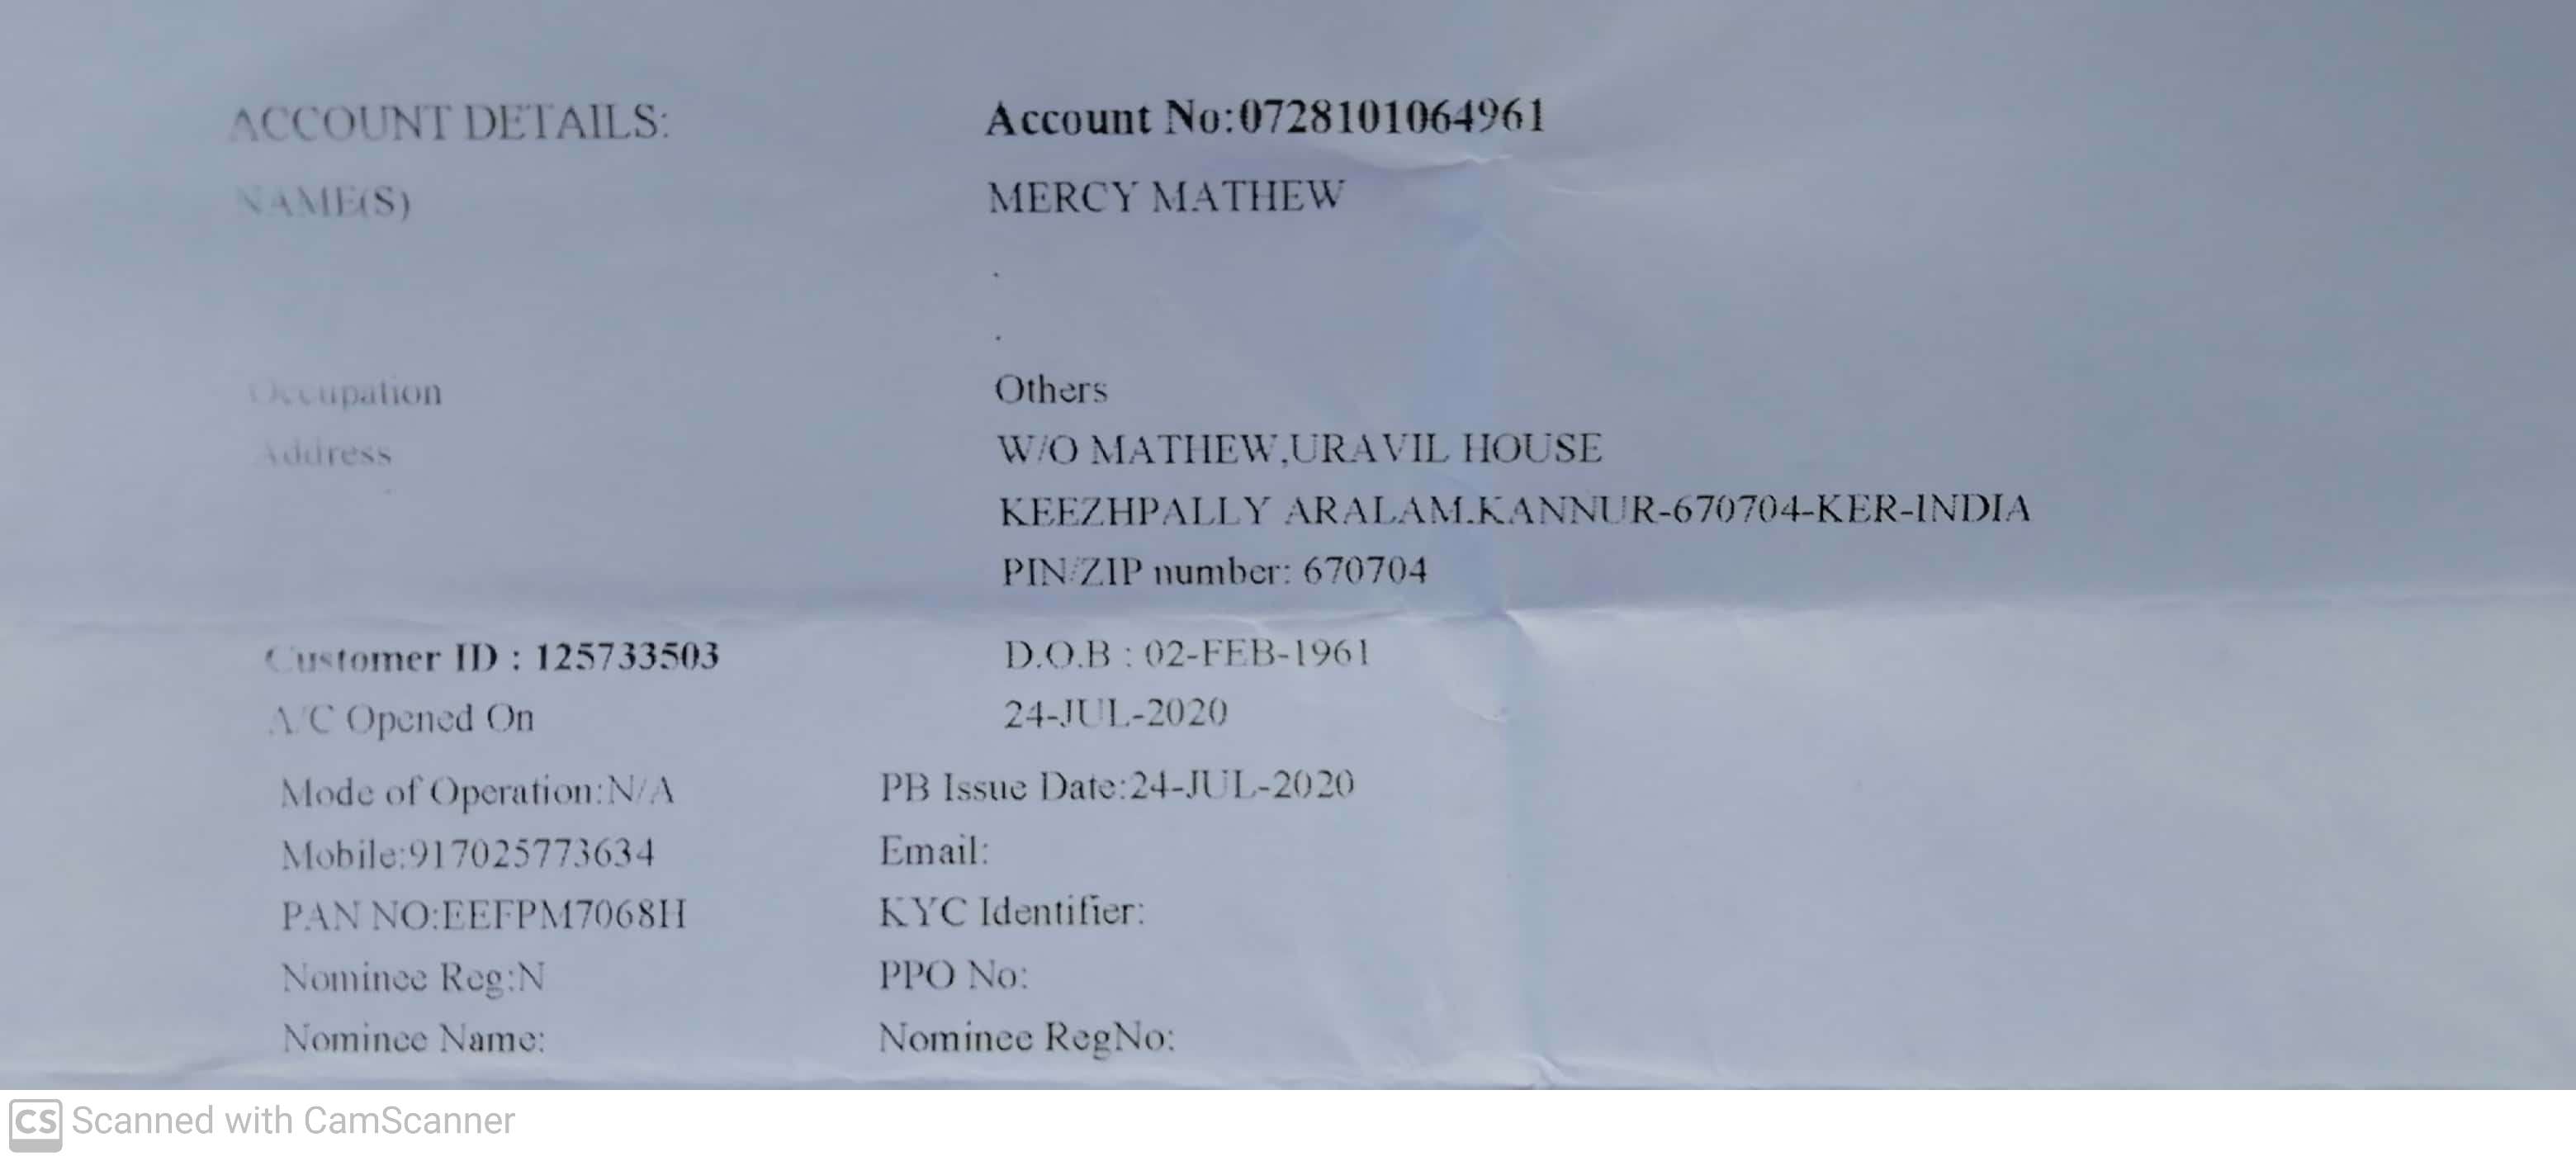 ACCOUNT DETAILS: Account No:0728101064961
NAME(S) MERCY MATHEW
.
.
Occupation Others
Address W/O MATHEW,URAVIL HOUSE
KEEZHPALLY ARALAM.KANNUR-670704-KER-INDIA
PIN/ZIP number: 670704
Customer ID : 125733503 D.O.B : 02-FEB-1961
A/C Opened On 24-JUL-2020
Mode of Operation:N/A PB Issue Date:24-JUL-2020
Mobile:917025773634 Email:
PAN NO:EEFPM7068H KYC Identifier:
Nominee Reg:N PPO No:
Nominee Name: Nominee RegNo:
CS Scanned with CamScanner